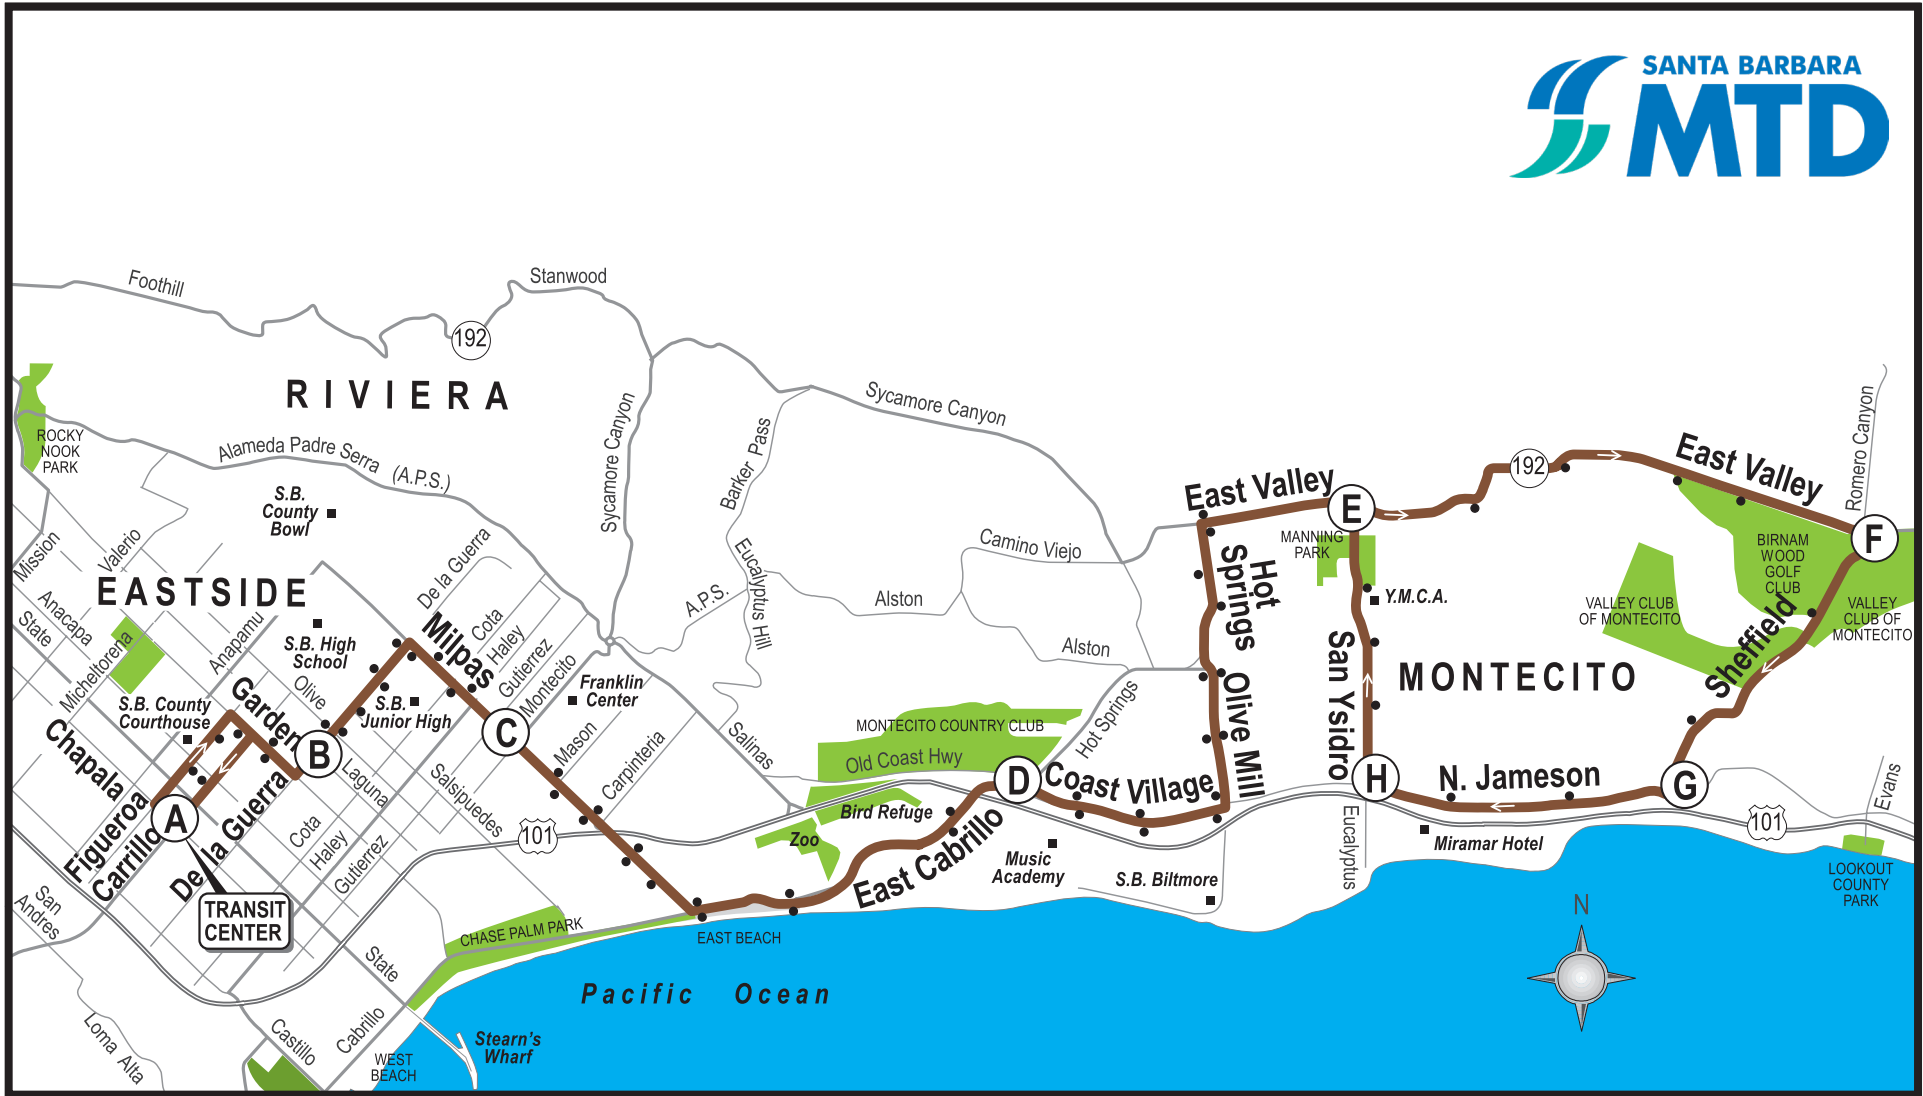 SANTA BARBARA
MTD
Foothill
Stanwood
192
RIVIERA
Sycamore Canyon
Sycamore Canyon
Barker Pass
Romero Canyon
ROCKY
NOOK
PARK
Alameda Padre Serra
(A.P.S.)
S.B.
County
Bowl
East Valley
192
East Valley
E
F
MANNING
PARK
BIRNAM
WOOD
GOLF
CLUB
Mission
Valerio
De la Guerra
Camino Viejo
Eucalyptus Hill
Hot
Springs
EASTSIDE
Anacapa
State
Micheltorena
Anapamu
S.B. High
School
Milpas
Cota
Haley
Gutierrez
Montecito
A.P.S.
Alston
Alston
Y.M.C.A.
VALLEY CLUB
OF MONTECITO
VALLEY
CLUB OF
MONTECITO
Sheffield
San Ysidro
MONTECITO
Olive Mill
S.B. County
Courthouse
Garden
Olive
S.B.
Junior High
Franklin
Center
Hot Springs
MONTECITO COUNTRY CLUB
Old Coast Hwy
Salinas
Mason
Carpinteria
C
B
Chapala
Laguna
Salsipuedes
D
Coast Village
H
N. Jameson
G
Evans
A
Figueroa
Carrillo
De la Guerra
Cota
Haley
Gutierrez
101
Bird Refuge
Zoo
East Cabrillo
Music
Academy
S.B. Biltmore
Eucalyptus
Miramar Hotel
101
LOOKOUT
COUNTY
PARK
San
Andres
TRANSIT
CENTER
CHASE PALM PARK
EAST BEACH
N
State
Pacific Ocean
Loma Alta
Castillo
Cabrillo
Stearn's
Wharf
WEST
BEACH